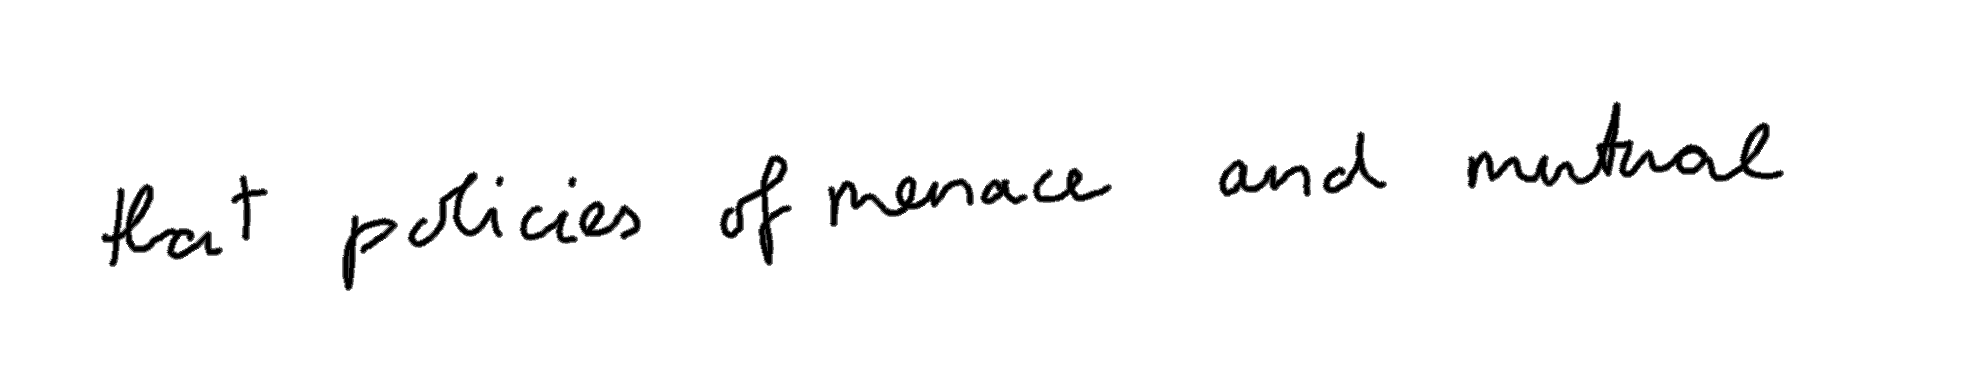 that policies of menace and mutual